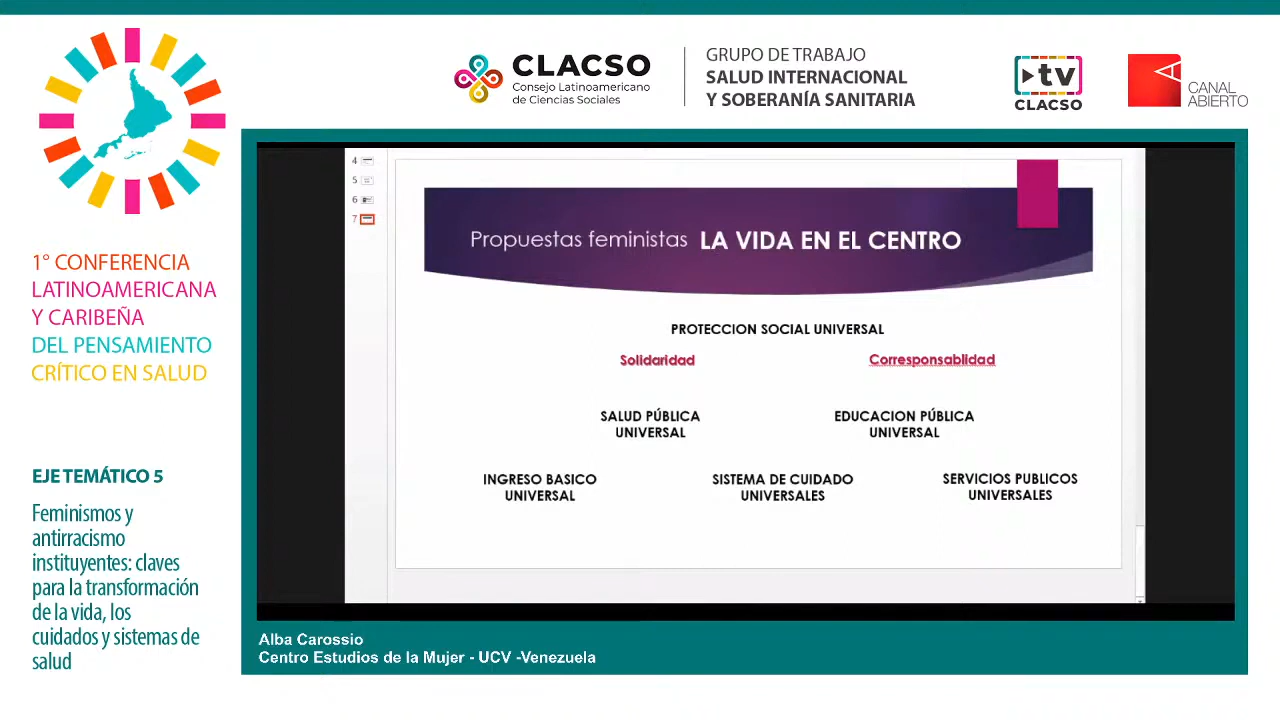 CLACSO
Consejo Latinoamericano
de Ciencias Sociales
GRUPO DE TRABAJO
SALUD INTERNACIONAL
Y SOBERANÍA SANITARIA
tv
CLACSO
CANAL
ABIERTO
1° CONFERENCIA
LATINOAMERICANA
Y CARIBEÑA
DEL PENSAMIENTO
CRÍTICO EN SALUD
EJE TEMÁTICO 5
Feminismos y
antirracismo
instituyentes: claves
para la transformación
de la vida, los
cuidados y sistemas de
salud
4
5
6
7
Propuestas feministas LA VIDA EN EL CENTRO
PROTECCION SOCIAL UNIVERSAL
Solidaridad Corresponsablidad
SALUD PÚBLICA
UNIVERSAL
EDUCACION PÚBLICA
UNIVERSAL
INGRESO BASICO
UNIVERSAL
SISTEMA DE CUIDADO
UNIVERSALES
SERVICIOS PUBLICOS
UNIVERSALES
Alba Carossio
Centro Estudios de la Mujer - UCV -Venezuela